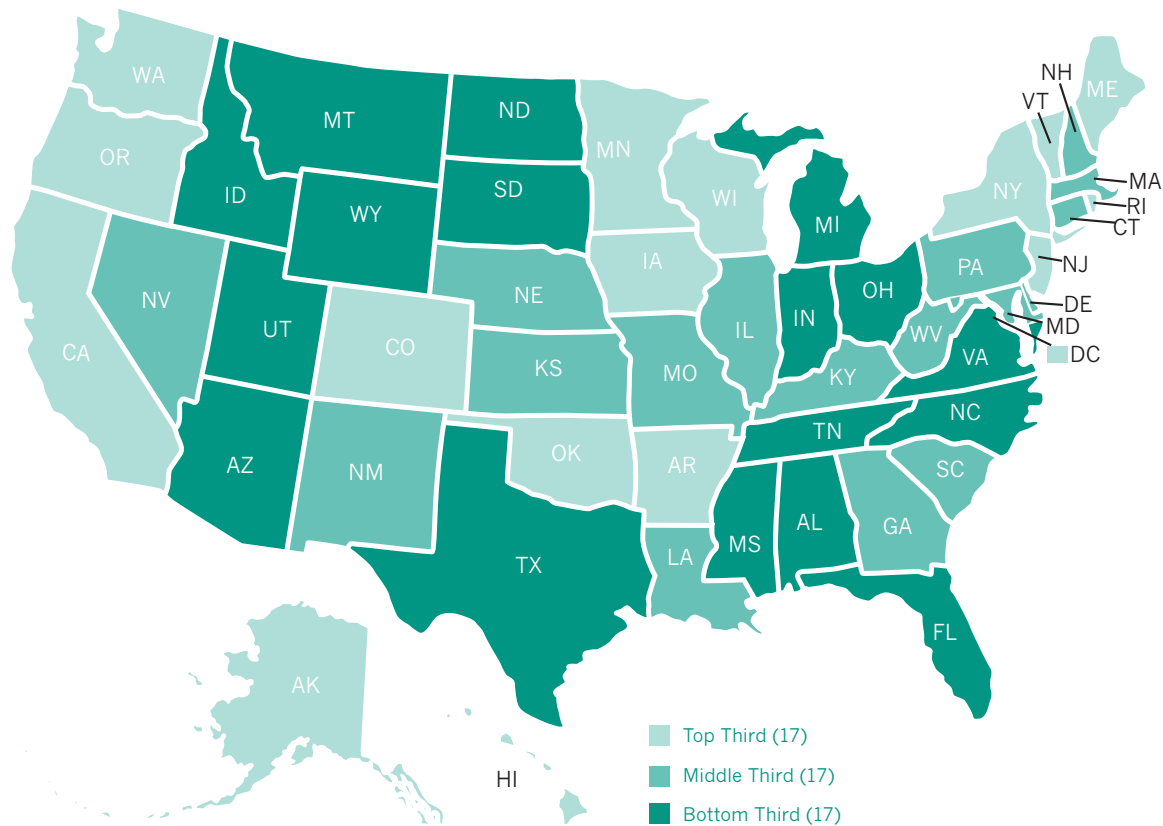 WA
OR
CA
NV
ID
MT
WY
UT
AZ
CO
NM
ND
SD
NE
KS
OK
TX
MN
IA
MO
AR
LA
WI
IL
MI
IN
OH
KY
TN
MS
AL
GA
FL
SC
NC
VA
WV
PA
NY
VT
NH
ME
MA
RI
CT
NJ
DE
MD
DC
AK
HI
Top Third (17)
Middle Third (17)
Bottom Third (17)